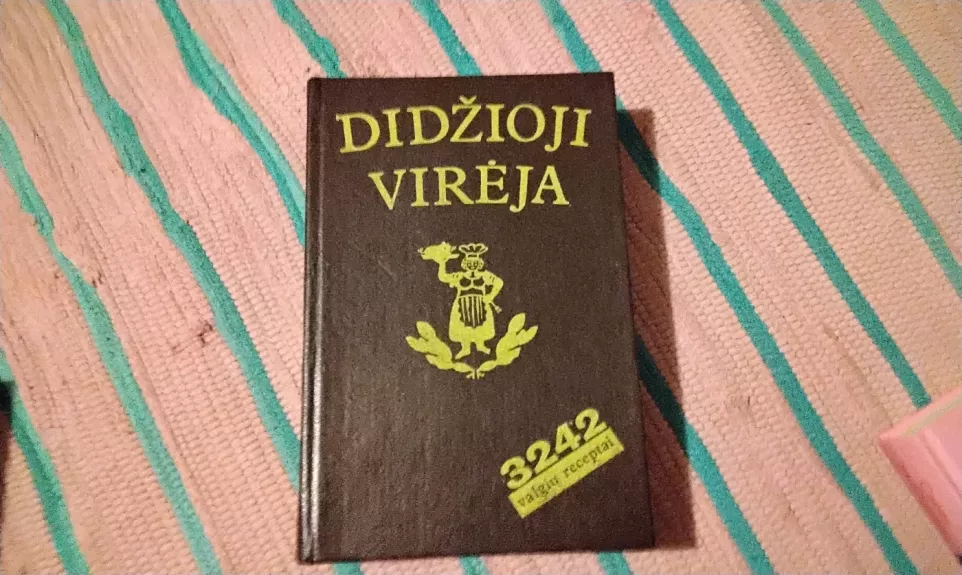 DIDŽIOJI
VIRĖJA
3242
valgių receptai